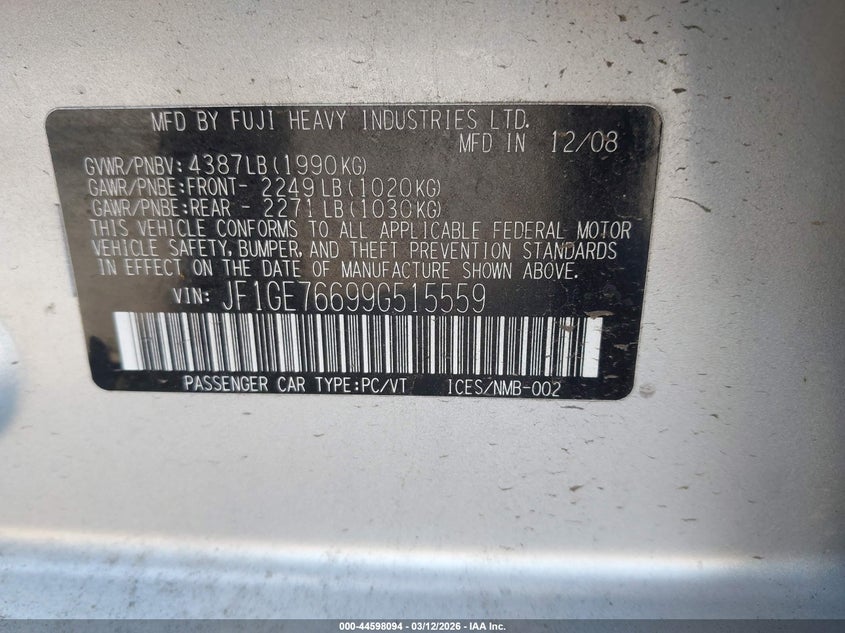 MFD BY FUJI HEAVY INDUSTRIES LTD.
MFD IN 12/08
GVWR/PNBV: 4387LB(1990KG)
GAWR/PNBE:FRONT- 2249LB(1020KG)
GAWR/PNBE:REAR - 2271LB(1030KG)
THIS VEHICLE CONFORMS TO ALL APPLICABLE FEDERAL MOTOR
VEHICLE SAFETY, BUMPER, AND THEFT PREVENTION STANDARDS
IN EFFECT ON THE DATE OF MANUFACTURE SHOWN ABOVE.
VIN: JF1GE76699G515559
PASSENGER CAR TYPE:PC/VT 1CES/NMB-002
000-44598094 - 03/12/2026 - IAA Inc.